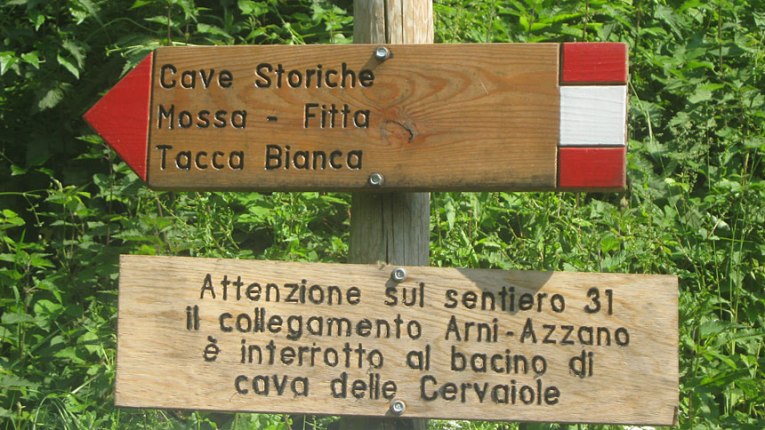 Cave Storiche
Mossa - Fitta
Tacca Bianca
Attenzione sul sentiero 31
il collegamento Arni-Azzano
è interrotto al bacino di
cava delle Cervaiole